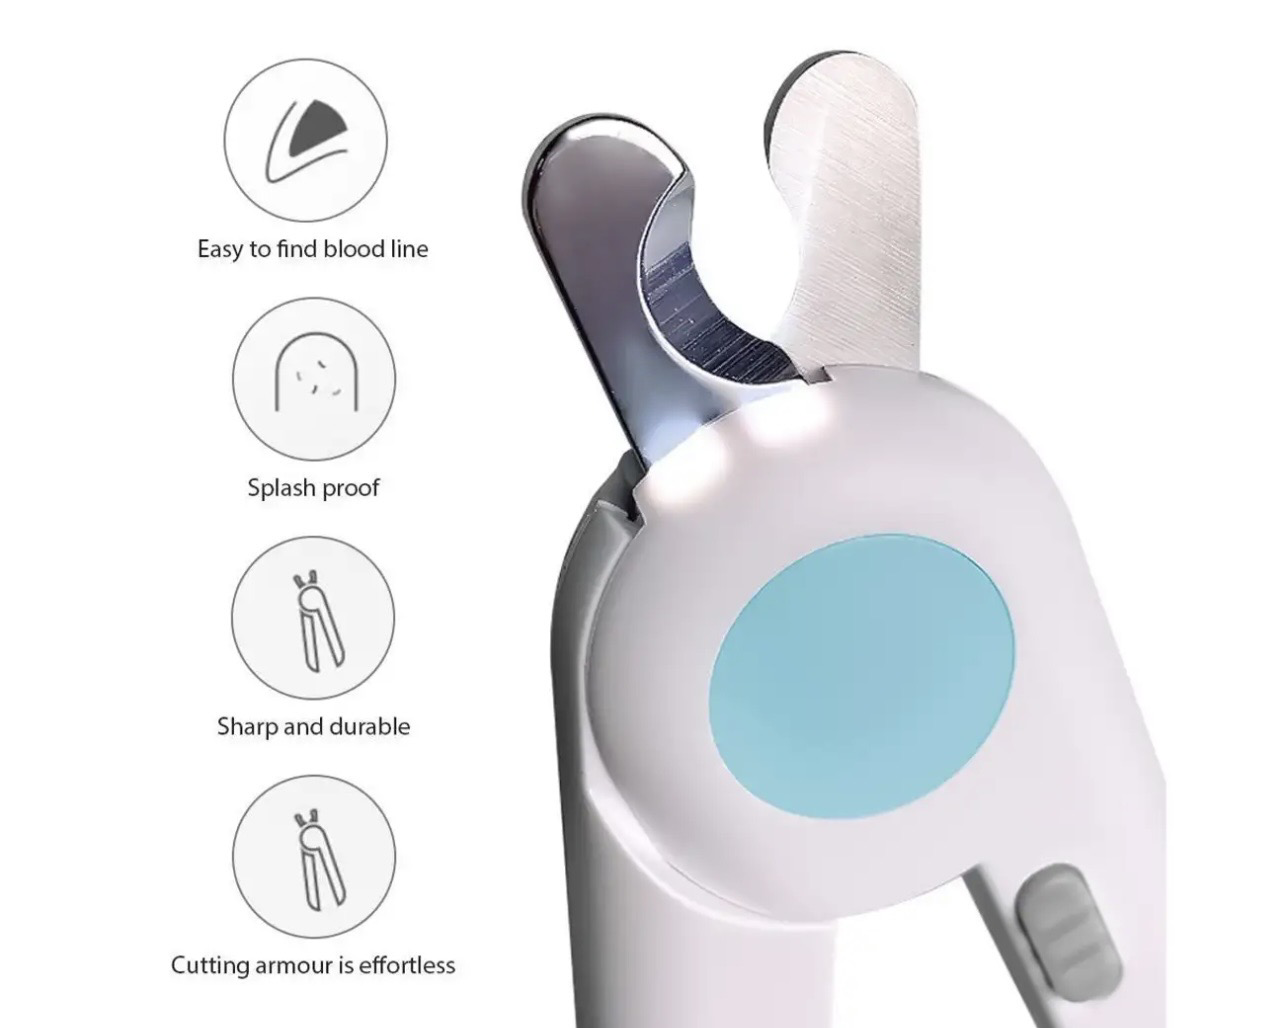 Easy to find blood line
Splash proof
Sharp and durable
Cutting armour is effortless